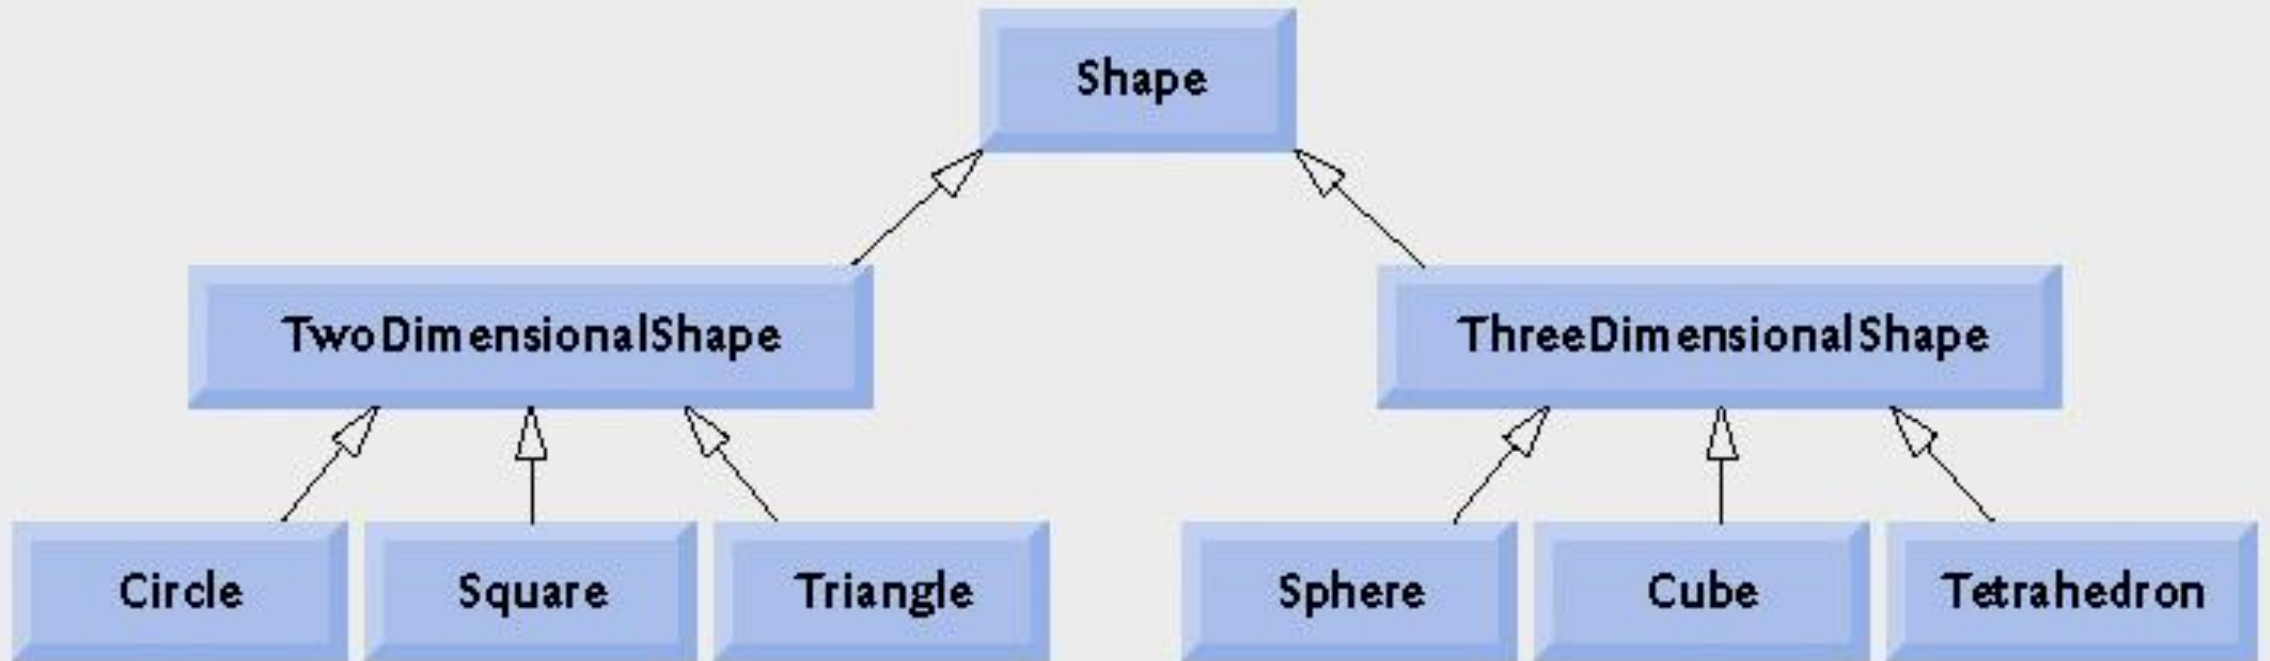 Shape
TwoDimensionalShape
ThreeDimensionalShape
Circle
Square
Triangle
Sphere
Cube
Tetrahedron